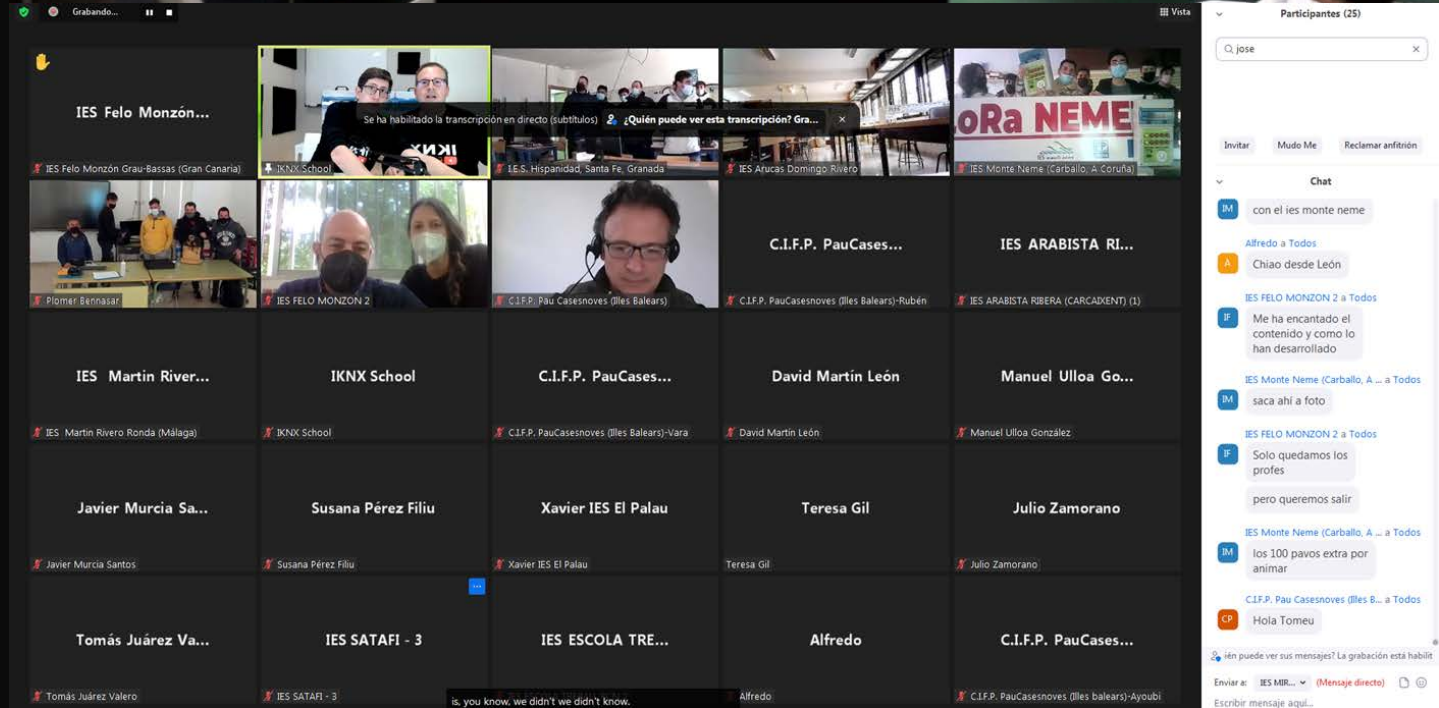 Grabando...
Vista
IES Felo Monzón...
IES Felo Monzón Grau-Bassas (Gran Canaria)
IKNX School
I.E.S. Hispanidad, Santa Fe, Granada
IES Arucas Domingo Rivero
LoRa NEME
IES Monte Neme (Carballo, A Coruña)
Se ha habilitado la transcripción en directo (subtítulos)
¿Quién puede ver esta transcripción? Gra...
Plomer Bennasar
IES FELO MONZON 2
C.I.F.P. Pau Casesnoves (Illes Balears)
C.I.F.P. PauCases...
C.I.F.P. PauCasesnoves (Illes Balears)-Rubén
IES ARABISTA RI...
IES ARABISTA RIBERA (CARCAIXENT) (1)
IES Martin River...
IES Martin Rivero Ronda (Málaga)
IKNX School
IKNX School
C.I.F.P. PauCases...
C.I.F.P. PauCasesnoves (Illes Balears)-Vara
David Martín León
David Martín León
Manuel Ulloa Go...
Manuel Ulloa González
Javier Murcia Sa...
Javier Murcia Santos
Susana Pérez Filiu
Susana Pérez Filiu
Xavier IES El Palau
Xavier IES El Palau
Teresa Gil
Teresa Gil
Julio Zamorano
Julio Zamorano
Tomás Juárez Va...
Tomás Juárez Valero
IES SATAFI - 3
IES SATAFI - 3
IES ESCOLA TRE...
Alfredo
Alfredo
C.I.F.P. PauCases...
C.I.F.P. PauCasesnoves (Illes balears)-Ayoubi
is, you know, we didn't we didn't know.
Participantes (25)
jose
Invitar
Mudo Me
Reclamar anfitrión
Chat
IM
con el ies monte neme
Alfredo a Todos
A
Chiao desde León
IES FELO MONZON 2 a Todos
IF
Me ha encantado el
contenido y como lo
han desarrollado
IES Monte Neme (Carballo, A ... a Todos
IM
saca ahí a foto
IES FELO MONZON 2 a Todos
IF
Solo quedamos los
profes
pero queremos salir
IES Monte Neme (Carballo, A ... a Todos
IM
los 100 pavos extra por
animar
C.I.F.P. Pau Casesnoves (Illes B... a Todos
CP
Hola Tomeu
ién puede ver sus mensajes? La grabación está habilit
Enviar a: IES MIR... (Mensaje directo)
Escribir mensaje aquí...